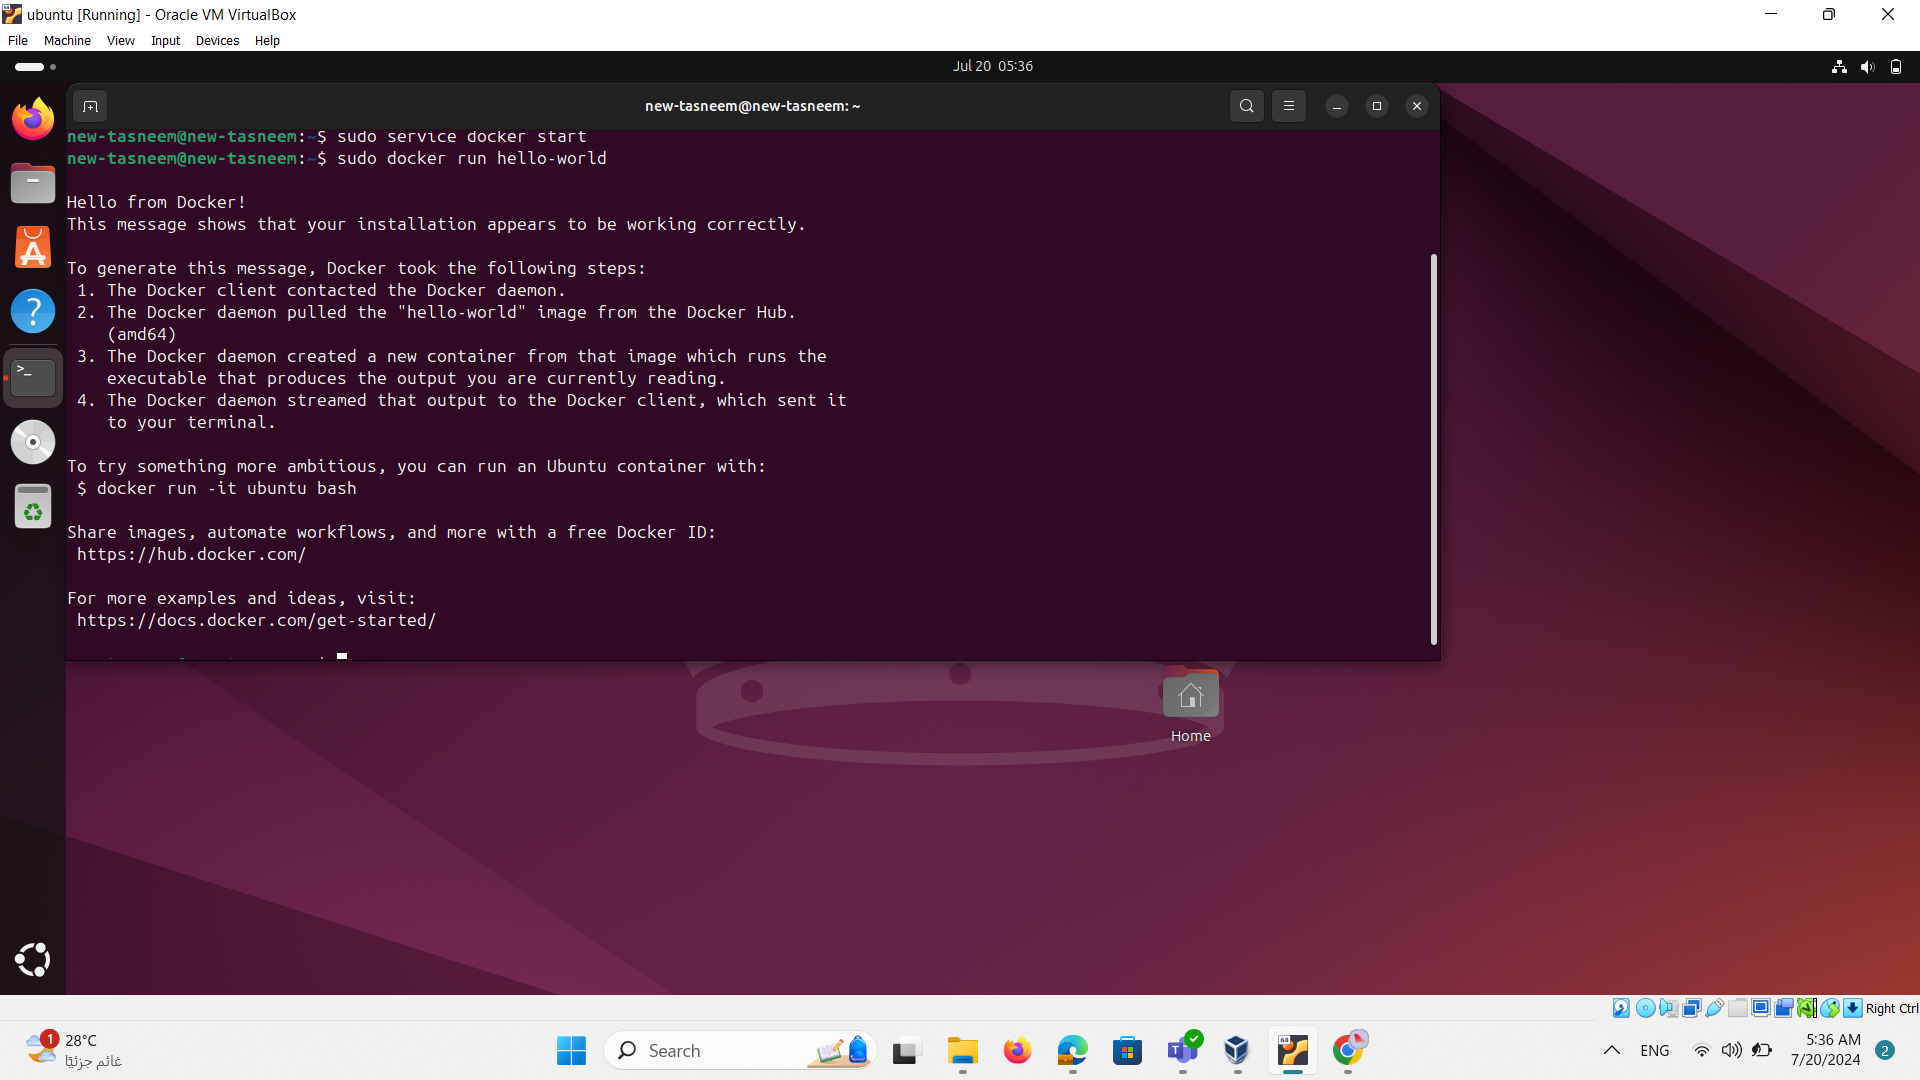 ubuntu [Running] - Oracle VM VirtualBox
File Machine View Input Devices Help
Jul 20 05:36
new-tasneem@new-tasneem: ~
new-tasneem@new-tasneem:~$ sudo service docker start
new-tasneem@new-tasneem:~$ sudo docker run hello-world
Hello from Docker!
This message shows that your installation appears to be working correctly.
To generate this message, Docker took the following steps:
1. The Docker client contacted the Docker daemon.
2. The Docker daemon pulled the "hello-world" image from the Docker Hub.
(amd64)
3. The Docker daemon created a new container from that image which runs the
executable that produces the output you are currently reading.
4. The Docker daemon streamed that output to the Docker client, which sent it
to your terminal.
To try something more ambitious, you can run an Ubuntu container with:
$ docker run -it ubuntu bash
Share images, automate workflows, and more with a free Docker ID:
https://hub.docker.com/
For more examples and ideas, visit:
https://docs.docker.com/get-started/
Home
Right Ctrl
1
28°C
غائم جزئيًا
Search
64
ENG
5:36 AM
7/20/2024
2